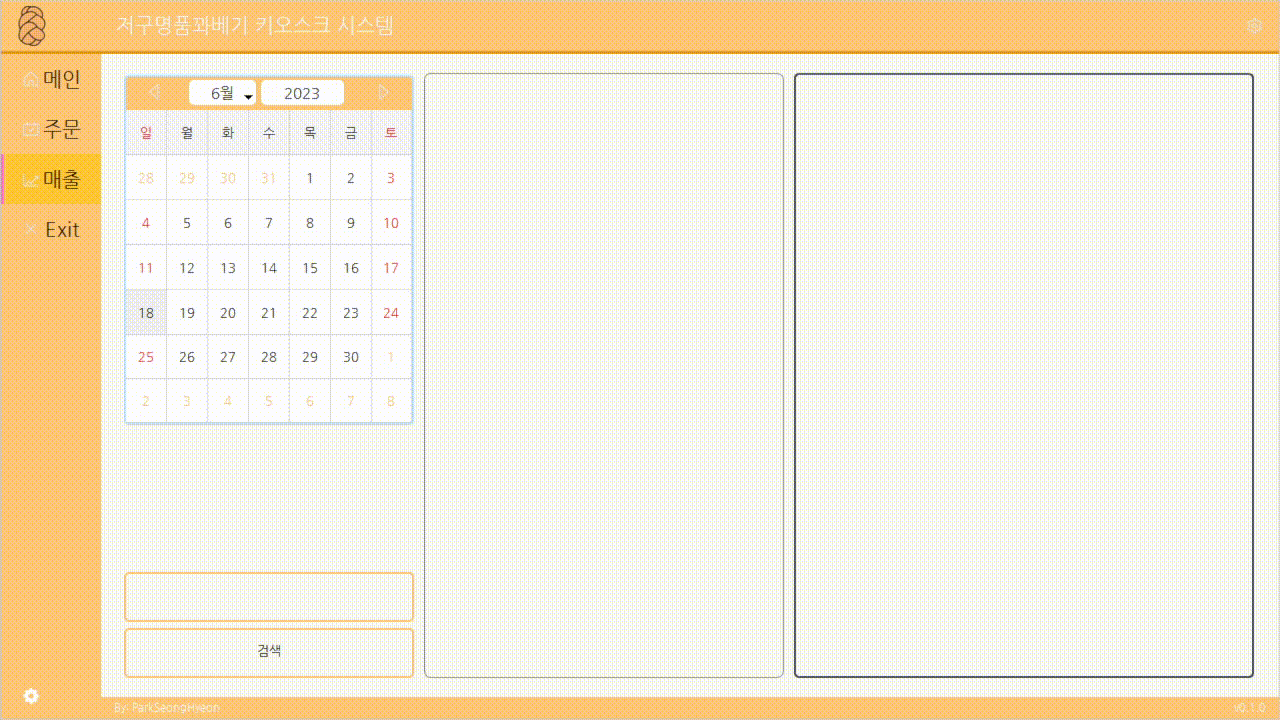 저구명품꽈베기 키오스크 시스템
메인
주문
매출
Exit
6월 2023
일 월 화 수 목 금 토
28 29 30 31 1 2 3
4 5 6 7 8 9 10
11 12 13 14 15 16 17
18 19 20 21 22 23 24
25 26 27 28 29 30 1
2 3 4 5 6 7 8
검색
By. ParkSeongHyeon
v0.1.0